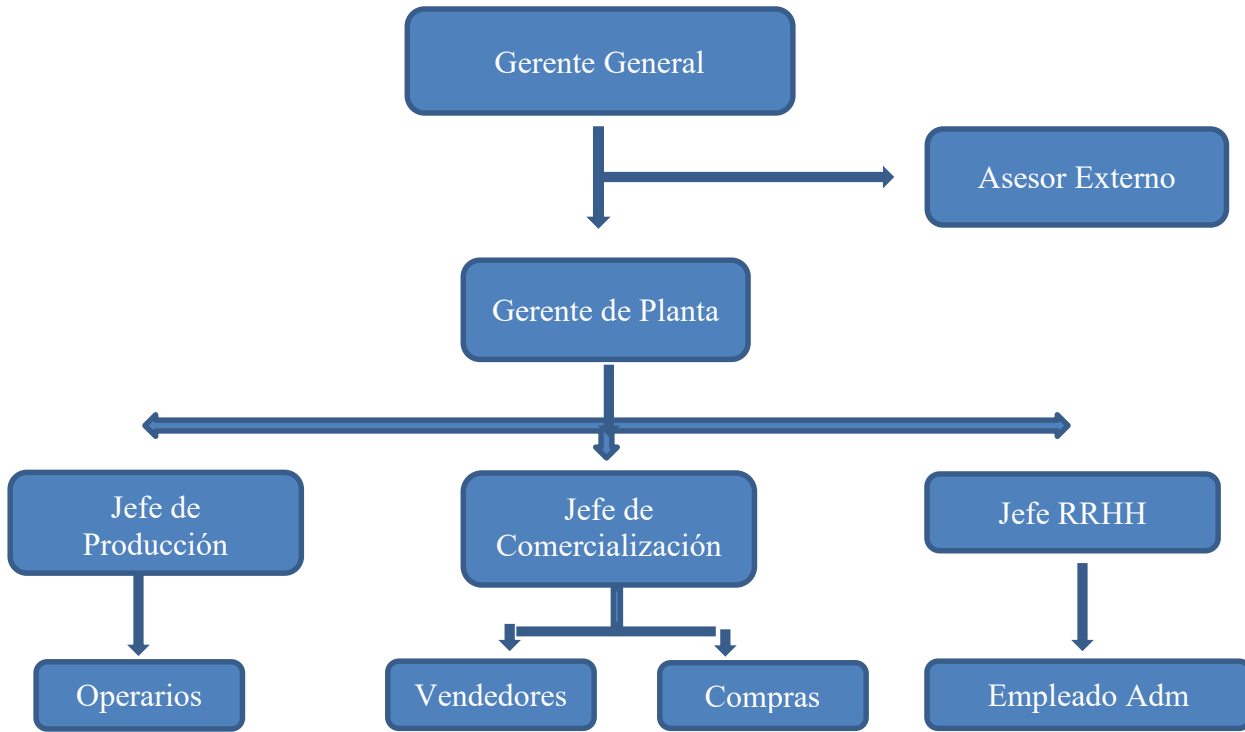 Gerente General
Asesor Externo
Gerente de Planta
Jefe de
Producción
Jefe de
Comercialización
Jefe RRHH
Operarios
Vendedores
Compras
Empleado Adm